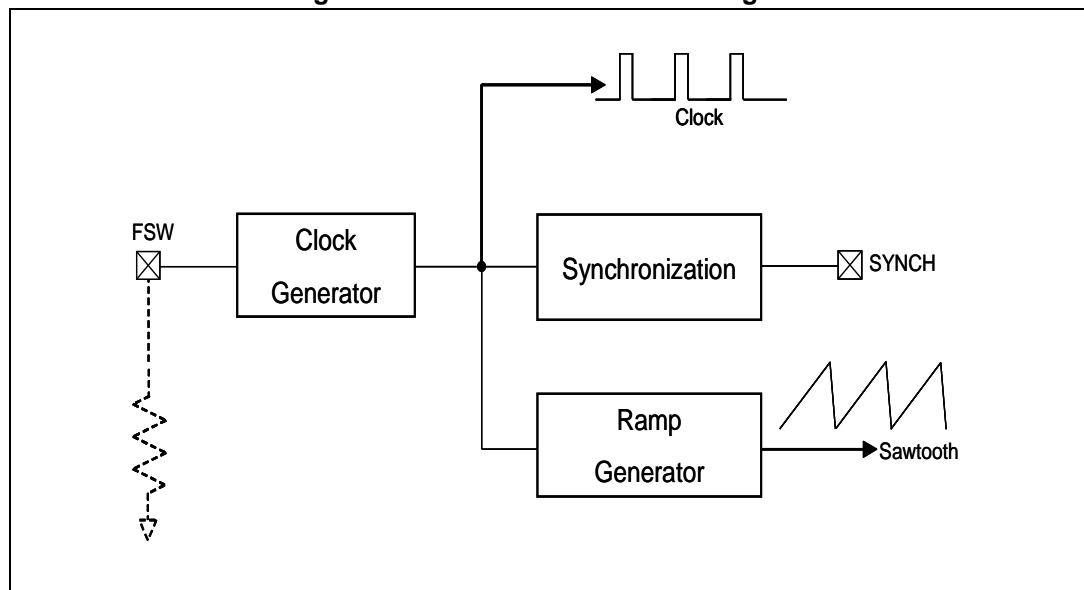 Clock
FSW
Clock
Generator
Synchronization
SYNCH
Ramp
Generator
Sawtooth